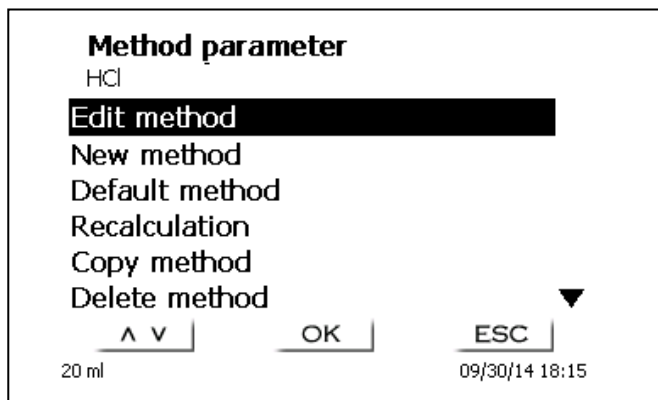 Method parameter
HCl
Edit method
New method
Default method
Recalculation
Copy method
Delete method
∧ ∨ OK ESC
20 ml 09/30/14 18:15